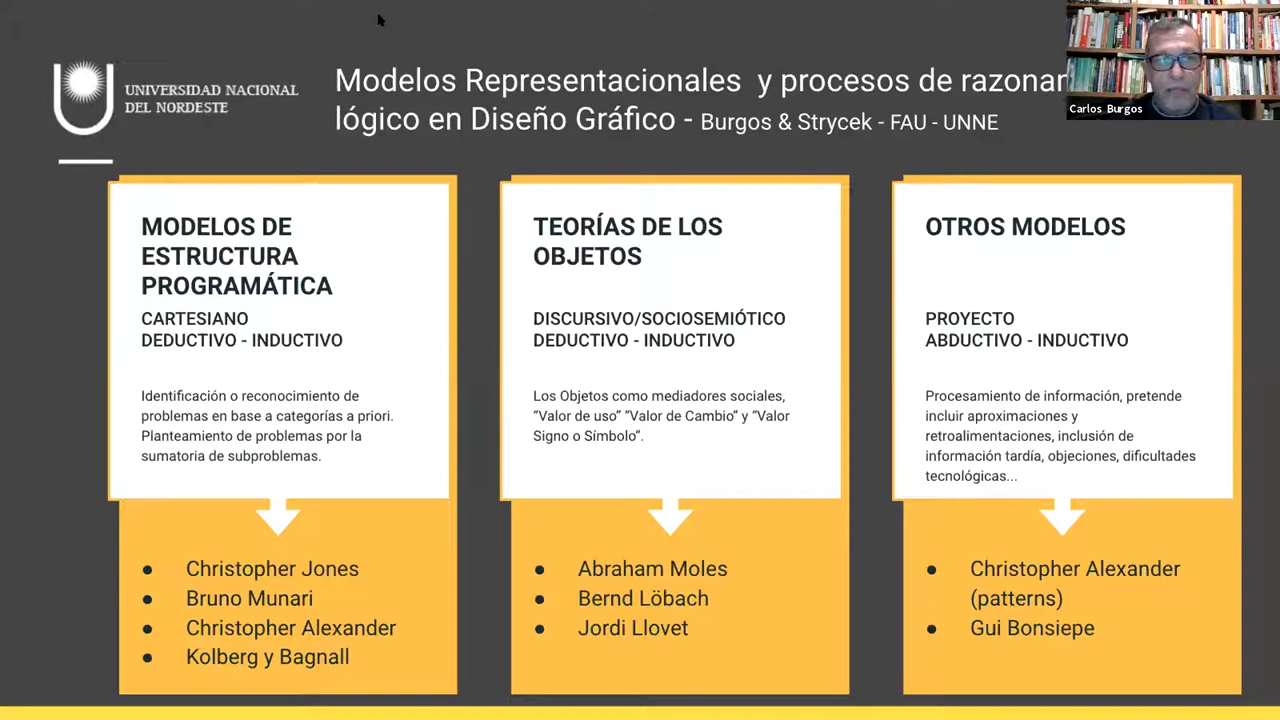 UNIVERSIDAD NACIONAL
DEL NORDESTE
Modelos Representacionales y procesos de
lógico en Diseño Gráfico - Burgos & Strycek - FAU - UNNE
Carlos Burgos
MODELOS DE
ESTRUCTURA
PROGRAMÁTICA
CARTESIANO
DEDUCTIVO - INDUCTIVO
Identificación o reconocimiento de
problemas en base a categorías a priori.
Planteamiento de problemas por la
sumatoria de subproblemas.
Christopher Jones
Bruno Munari
Christopher Alexander
Kolberg y Bagnall
TEORÍAS DE LOS
OBJETOS
DISCURSIVO/SOCIOSEMIÓTICO
DEDUCTIVO - INDUCTIVO
Los Objetos como mediadores sociales,
“Valor de uso” “Valor de Cambio” y “Valor
Signo o Símbolo”.
Abraham Moles
Bernd Löbach
Jordi Llovet
OTROS MODELOS
PROYECTO
ABDUCTIVO - INDUCTIVO
Procesamiento de información, pretende
incluir aproximaciones y
retroalimentaciones, inclusión de
información tardía, objeciones, dificultades
tecnológicas...
Christopher Alexander
(patterns)
Gui Bonsiepe